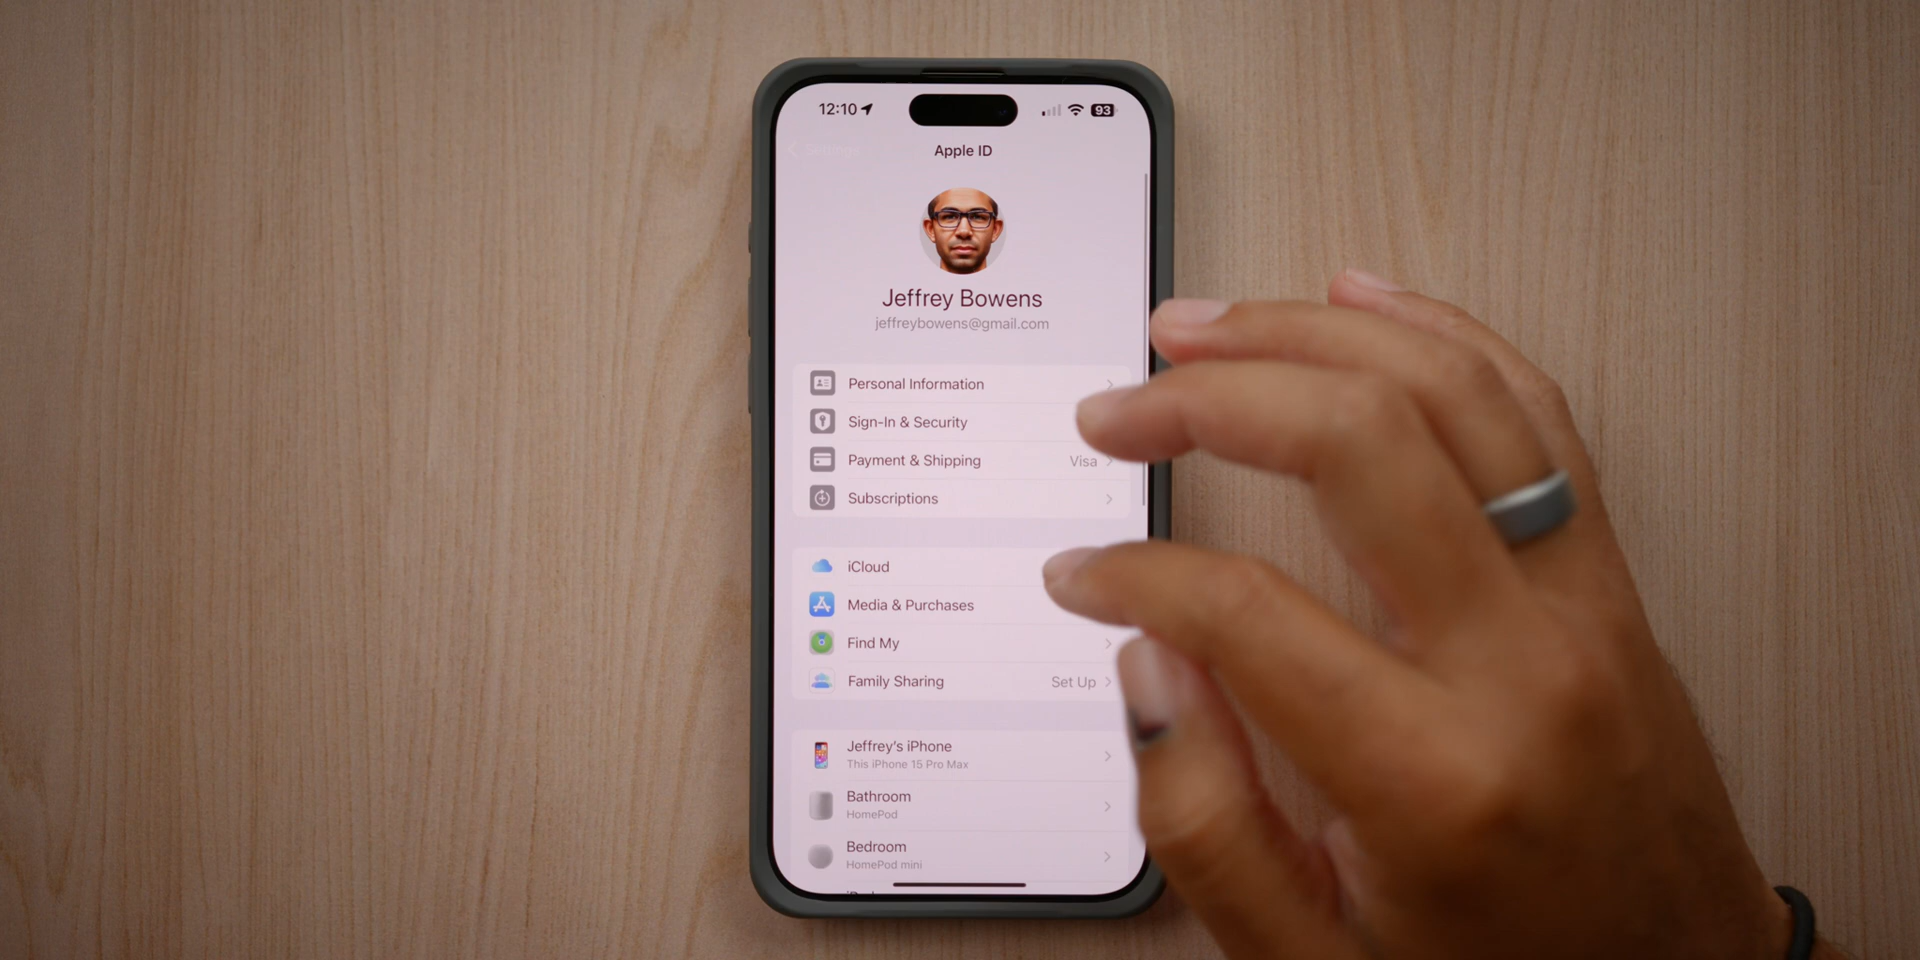 12:10
93
Settings
Apple ID
Jeffrey Bowens
jeffreybowens@gmail.com
Personal Information
Sign-In & Security
Payment & Shipping Visa
Subscriptions
iCloud
Media & Purchases
Find My
Family Sharing Set Up
Jeffrey's iPhone
This iPhone 15 Pro Max
Bathroom
HomePod
Bedroom
HomePod mini